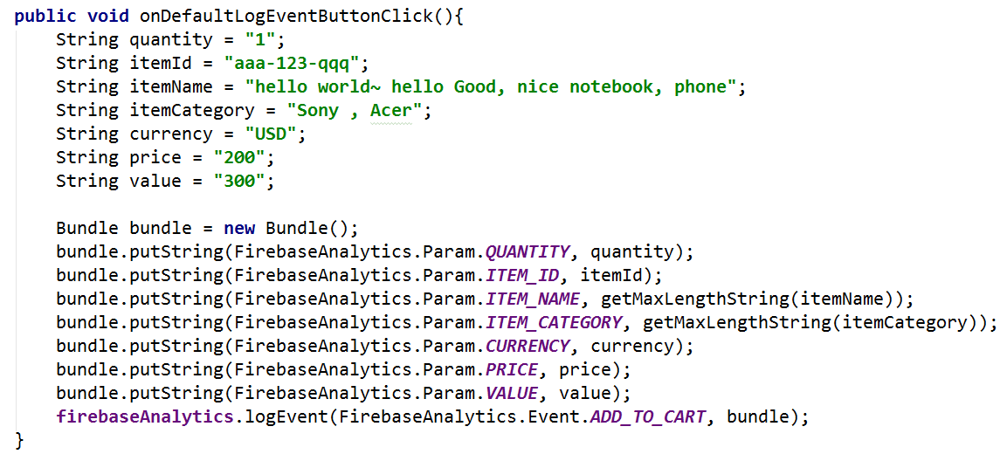 public void onDefaultLogEventButtonClick(){
    String quantity = "1";
    String itemId = "aaa-123-qqq";
    String itemName = "hello world~ hello Good, nice notebook, phone";
    String itemCategory = "Sony , Acer";
    String currency = "USD";
    String price = "200";
    String value = "300";

    Bundle bundle = new Bundle();
    bundle.putString(FirebaseAnalytics.Param.QUANTITY, quantity);
    bundle.putString(FirebaseAnalytics.Param.ITEM_ID, itemId);
    bundle.putString(FirebaseAnalytics.Param.ITEM_NAME, getMaxLengthString(itemName));
    bundle.putString(FirebaseAnalytics.Param.ITEM_CATEGORY, getMaxLengthString(itemCategory));
    bundle.putString(FirebaseAnalytics.Param.CURRENCY, currency);
    bundle.putString(FirebaseAnalytics.Param.PRICE, price);
    bundle.putString(FirebaseAnalytics.Param.VALUE, value);
    firebaseAnalytics.logEvent(FirebaseAnalytics.Event.ADD_TO_CART, bundle);
}